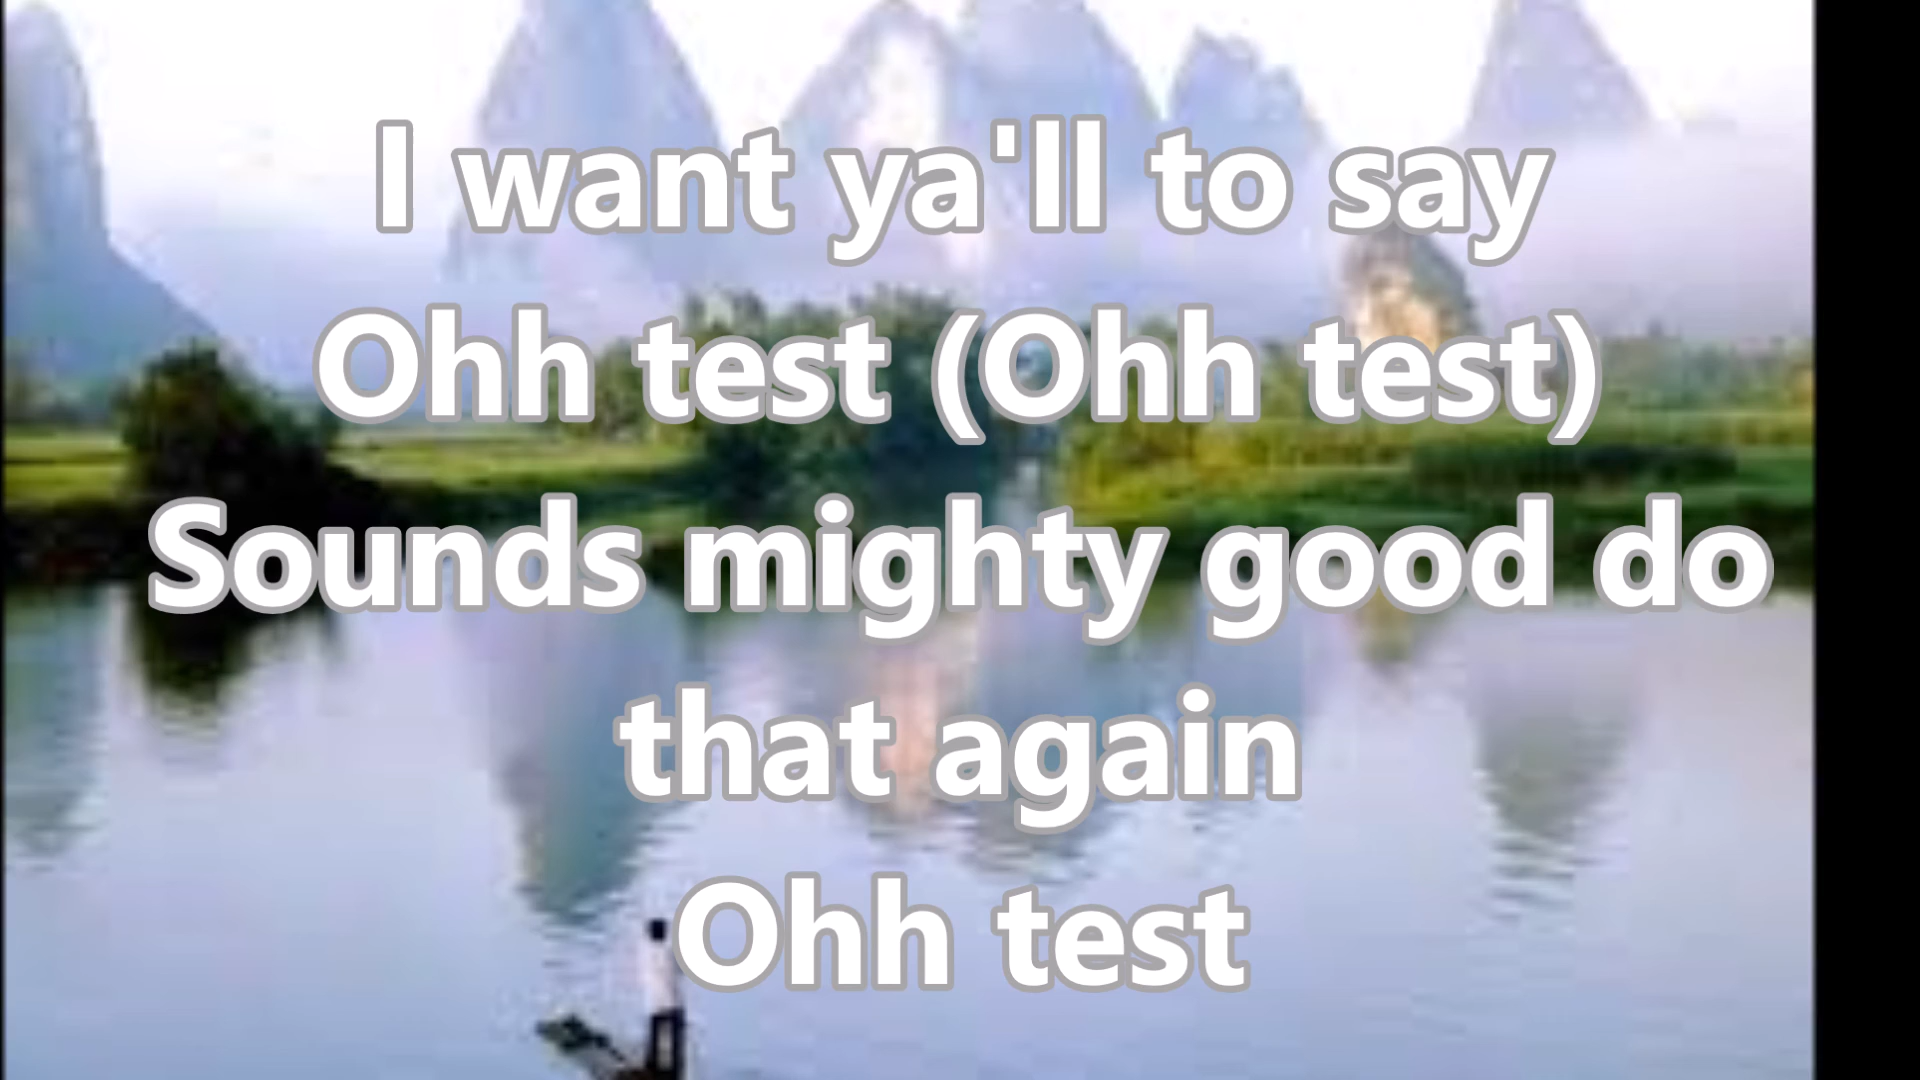 I want ya'll to say
Ohh test (Ohh test)
Sounds mighty good do
that again
Ohh test